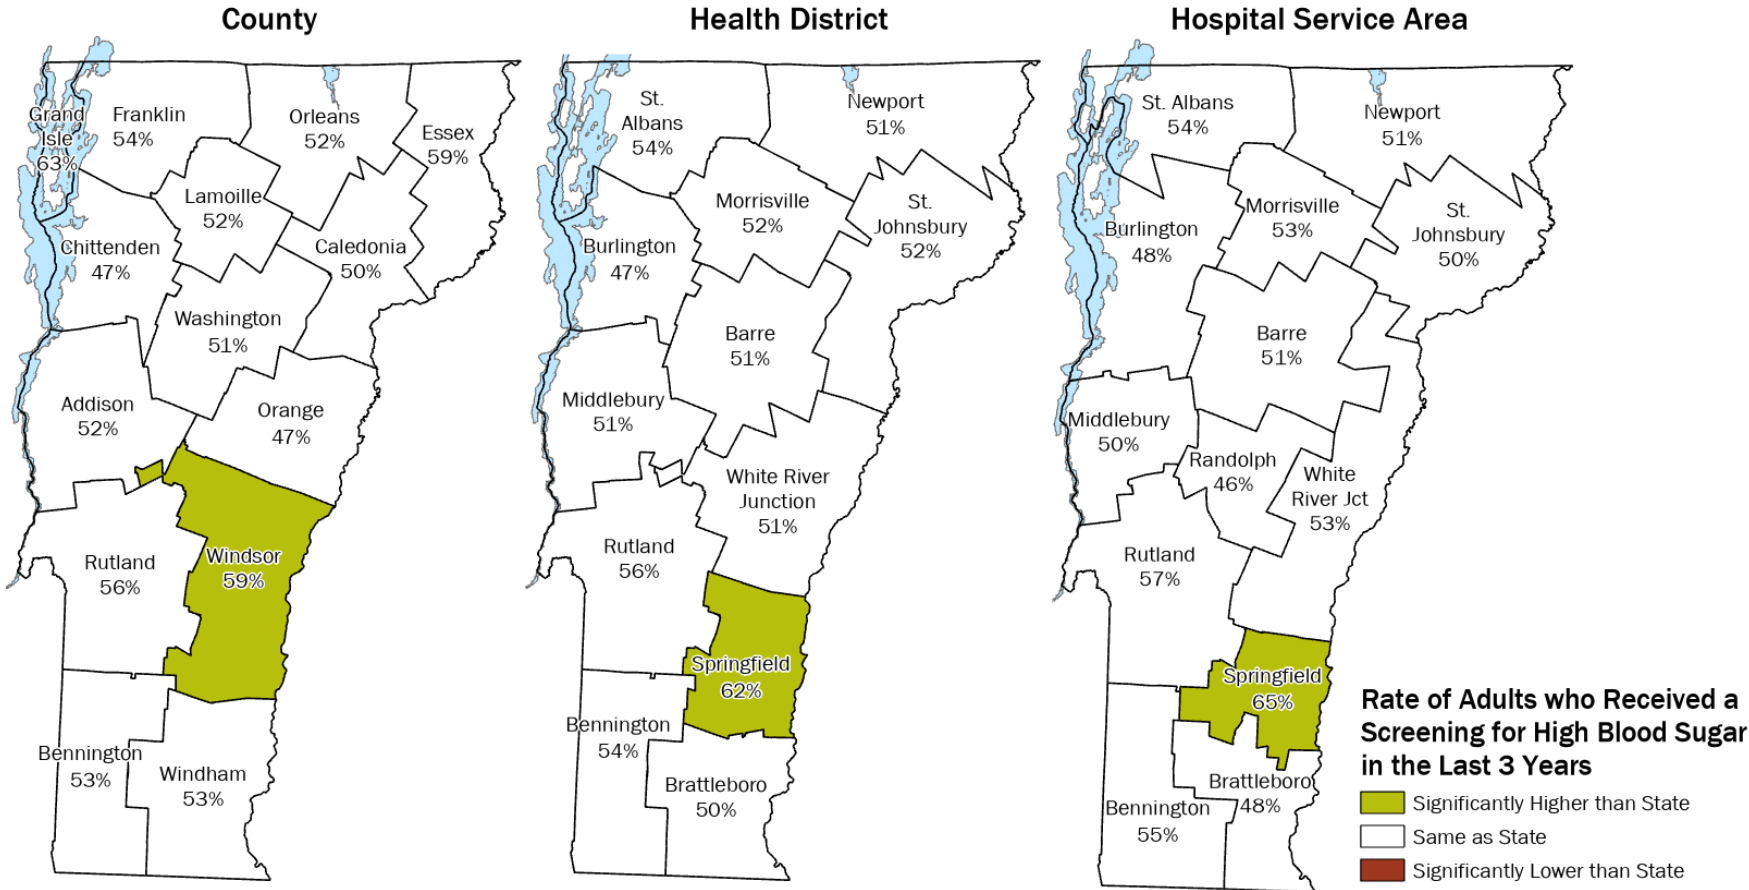 County
Grand
Isle
63%
Franklin
54%
Orleans
52%
Essex
59%
Lamoille
52%
Chittenden
47%
Caledonia
50%
Washington
51%
Addison
52%
Orange
47%
Rutland
56%
Windsor
59%
Bennington
53%
Windham
53%
Health District
St.
Albans
54%
Newport
51%
Morrisville
52%
St.
Johnsbury
52%
Burlington
47%
Barre
51%
Middlebury
51%
White River
Junction
51%
Rutland
56%
Springfield
62%
Bennington
54%
Brattleboro
50%
Hospital Service Area
St. Albans
54%
Newport
51%
Morrisville
53%
St.
Johnsbury
50%
Burlington
48%
Barre
51%
Middlebury
50%
Randolph
46%
White
River Jct
53%
Rutland
57%
Springfield
65%
Brattleboro
48%
Bennington
55%
Rate of Adults who Received a
Screening for High Blood Sugar
in the Last 3 Years
Significantly Higher than State
Same as State
Significantly Lower than State